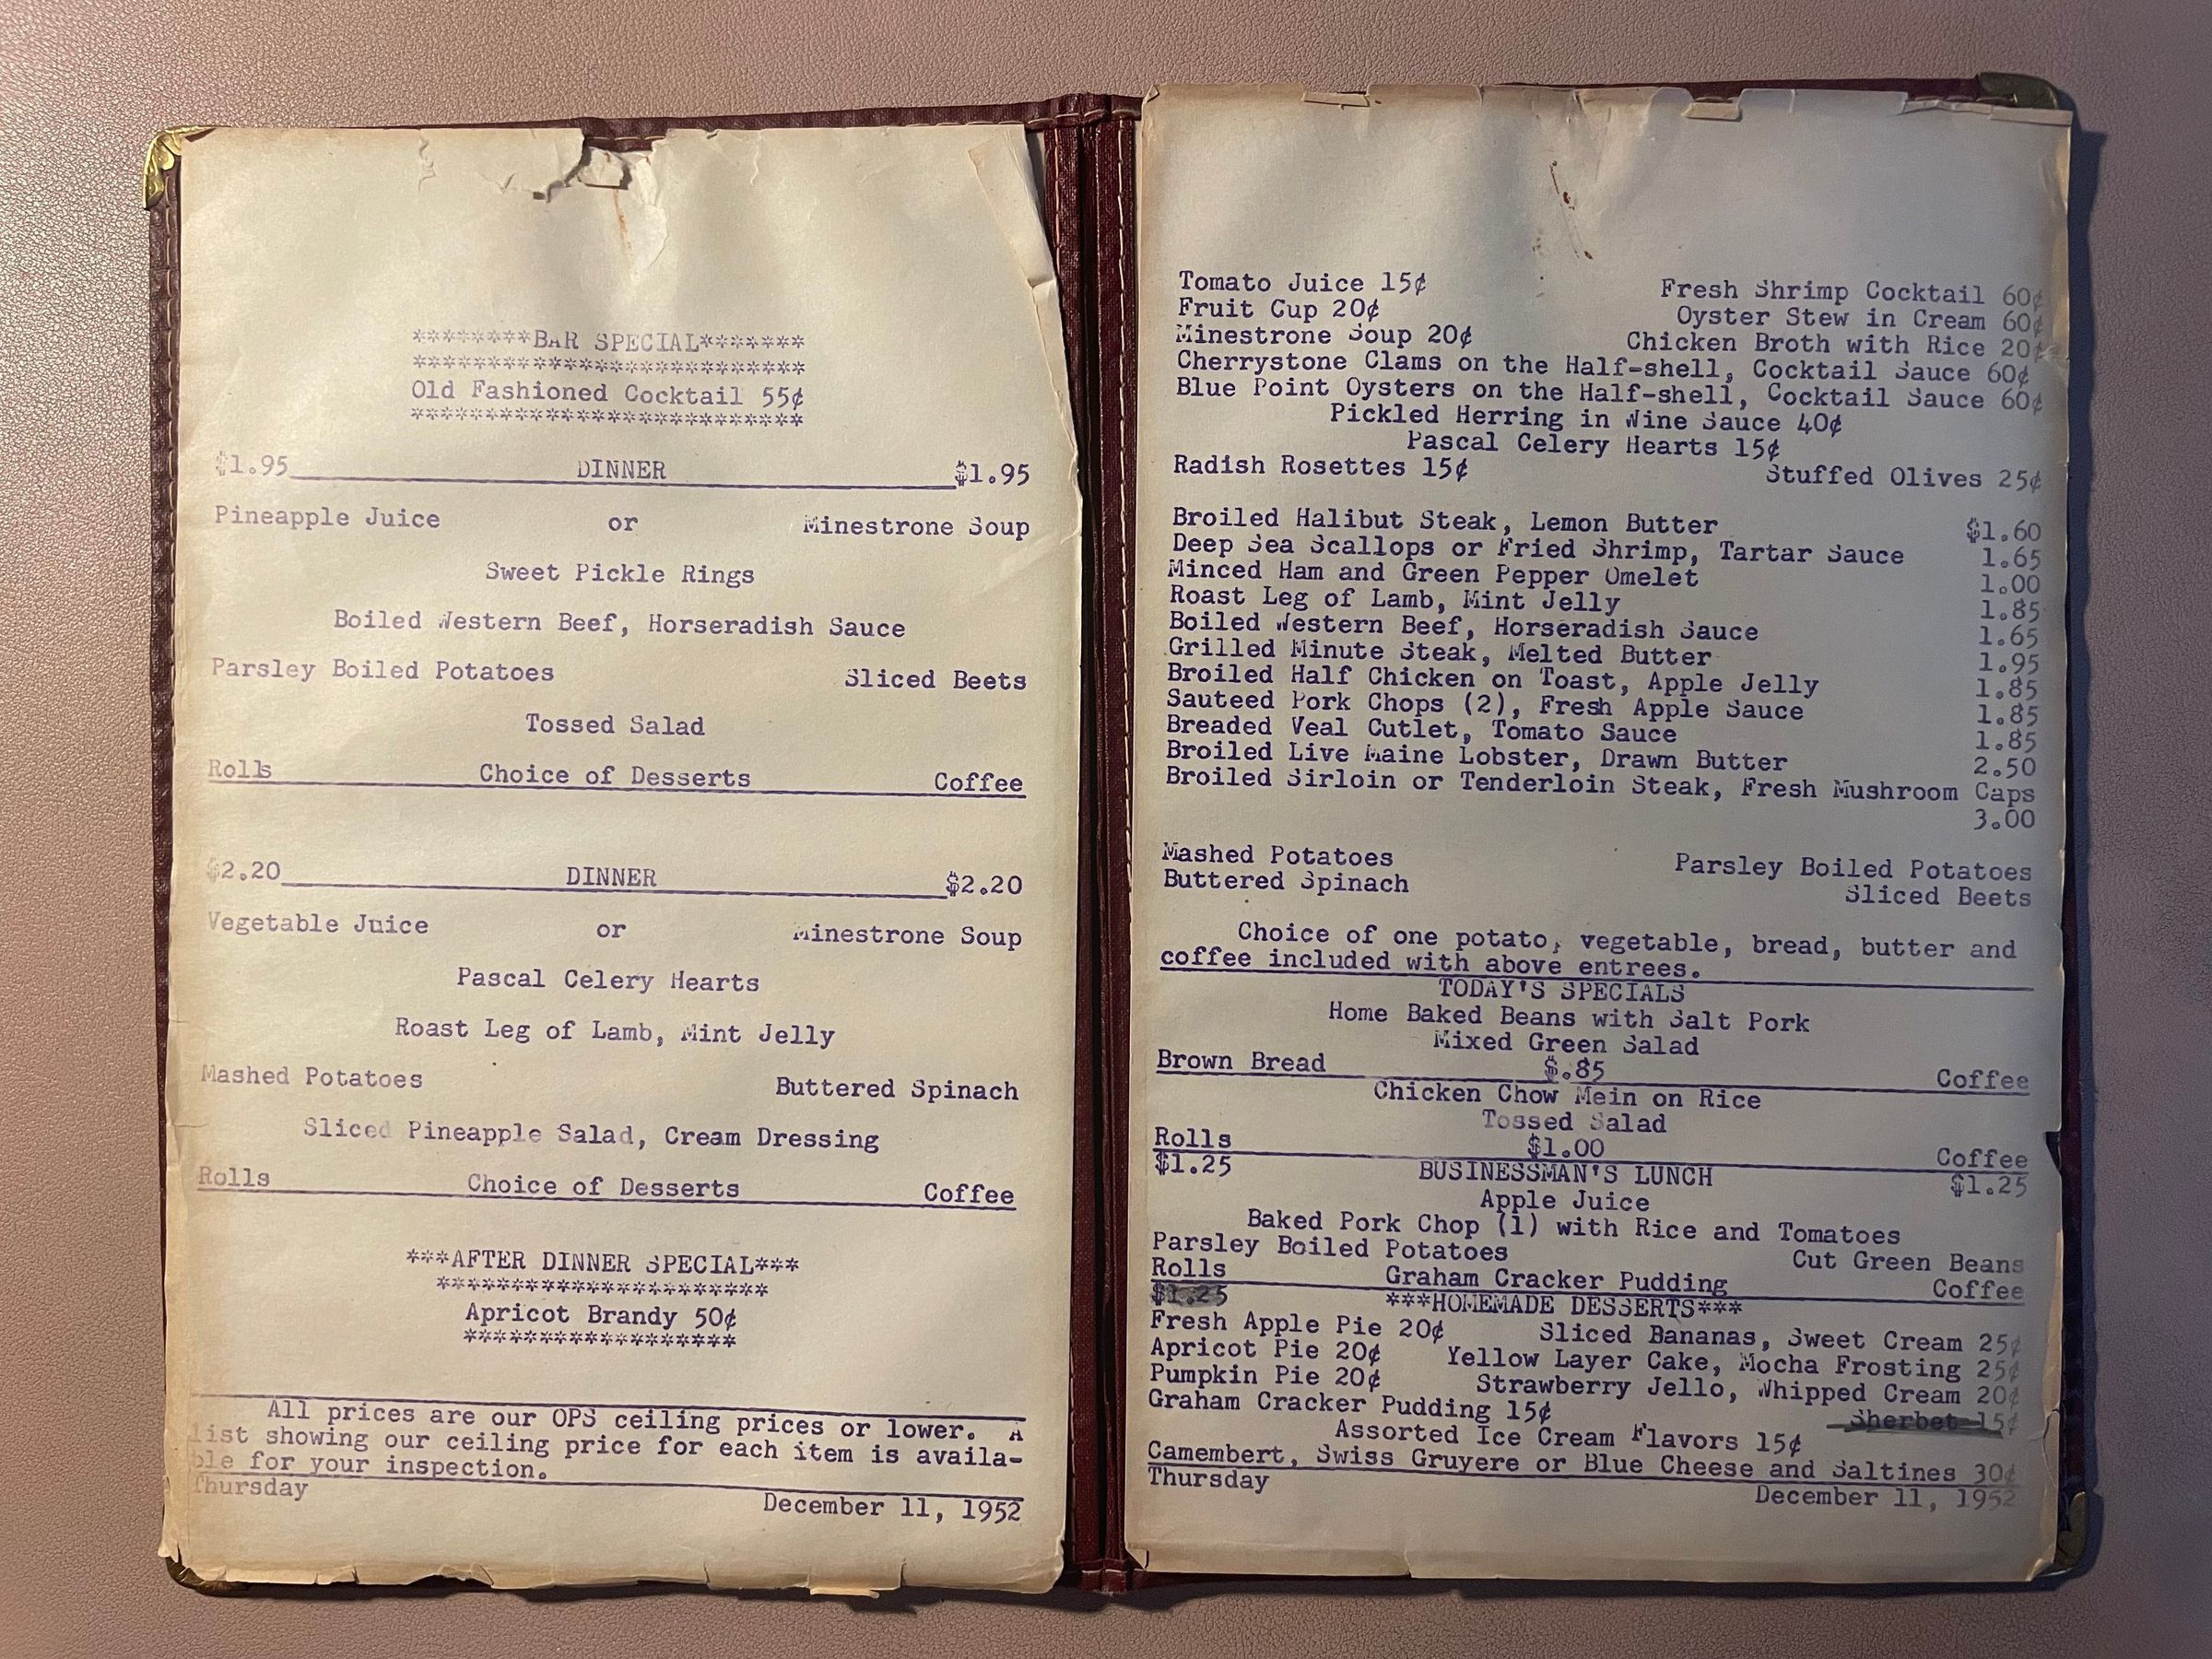 ********BAR SPECIAL*******
**************************
Old Fashioned Cocktail 55¢
**************************
$1.95 DINNER $1.95
Pineapple Juice or Minestrone Soup
Sweet Pickle Rings
Boiled Western Beef, Horseradish Sauce
Parsley Boiled Potatoes Sliced Beets
Tossed Salad
Rolls Choice of Desserts Coffee
$2.20 DINNER $2.20
Vegetable Juice or Minestrone Soup
Pascal Celery Hearts
Roast Leg of Lamb, Mint Jelly
Mashed Potatoes Buttered Spinach
Sliced Pineapple Salad, Cream Dressing
Rolls Choice of Desserts Coffee
***AFTER DINNER SPECIAL***
**********************
Apricot Brandy 50¢
******************
All prices are our OPS ceiling prices or lower. A
list showing our ceiling price for each item is availa-
ble for your inspection.
Thursday December 11, 1952
Tomato Juice 15¢ Fresh Shrimp Cocktail 60¢
Fruit Cup 20¢ Oyster Stew in Cream 60¢
Minestrone Soup 20¢ Chicken Broth with Rice 20¢
Cherrystone Clams on the Half-shell, Cocktail Sauce 60¢
Blue Point Oysters on the Half-shell, Cocktail Sauce 60¢
Pickled Herring in Wine Sauce 40¢
Pascal Celery Hearts 15¢
Radish Rosettes 15¢ Stuffed Olives 25¢
Broiled Halibut Steak, Lemon Butter $1.60
Deep Sea Scallops or Fried Shrimp, Tartar Sauce 1.65
Minced Ham and Green Pepper Omelet 1.00
Roast Leg of Lamb, Mint Jelly 1.85
Boiled Western Beef, Horseradish Sauce 1.65
Grilled Minute Steak, Melted Butter 1.95
Broiled Half Chicken on Toast, Apple Jelly 1.85
Sauteed Pork Chops (2), Fresh Apple Sauce 1.85
Breaded Veal Cutlet, Tomato Sauce 1.85
Broiled Live Maine Lobster, Drawn Butter 2.50
Broiled Sirloin or Tenderloin Steak, Fresh Mushroom Caps
3.00
Mashed Potatoes Parsley Boiled Potatoes
Buttered Spinach Sliced Beets
Choice of one potato, vegetable, bread, butter and
coffee included with above entrees.
TODAY'S SPECIALS
Home Baked Beans with Salt Pork
Mixed Green Salad
Brown Bread $.85 Coffee
Chicken Chow Mein on Rice
Tossed Salad
Rolls $1.00 Coffee
$1.25 BUSINESSMAN'S LUNCH $1.25
Apple Juice
Baked Pork Chop (1) with Rice and Tomatoes
Parsley Boiled Potatoes Cut Green Beans
Rolls Graham Cracker Pudding Coffee
$1.25 ***HOMEMADE DESSERTS***
Fresh Apple Pie 20¢ Sliced Bananas, Sweet Cream 25¢
Apricot Pie 20¢ Yellow Layer Cake, Mocha Frosting 25¢
Pumpkin Pie 20¢ Strawberry Jello, Whipped Cream 20¢
Graham Cracker Pudding 15¢ Sherbet 15¢
Assorted Ice Cream Flavors 15¢
Camembert, Swiss Gruyere or Blue Cheese and Saltines 30¢
Thursday December 11, 1952